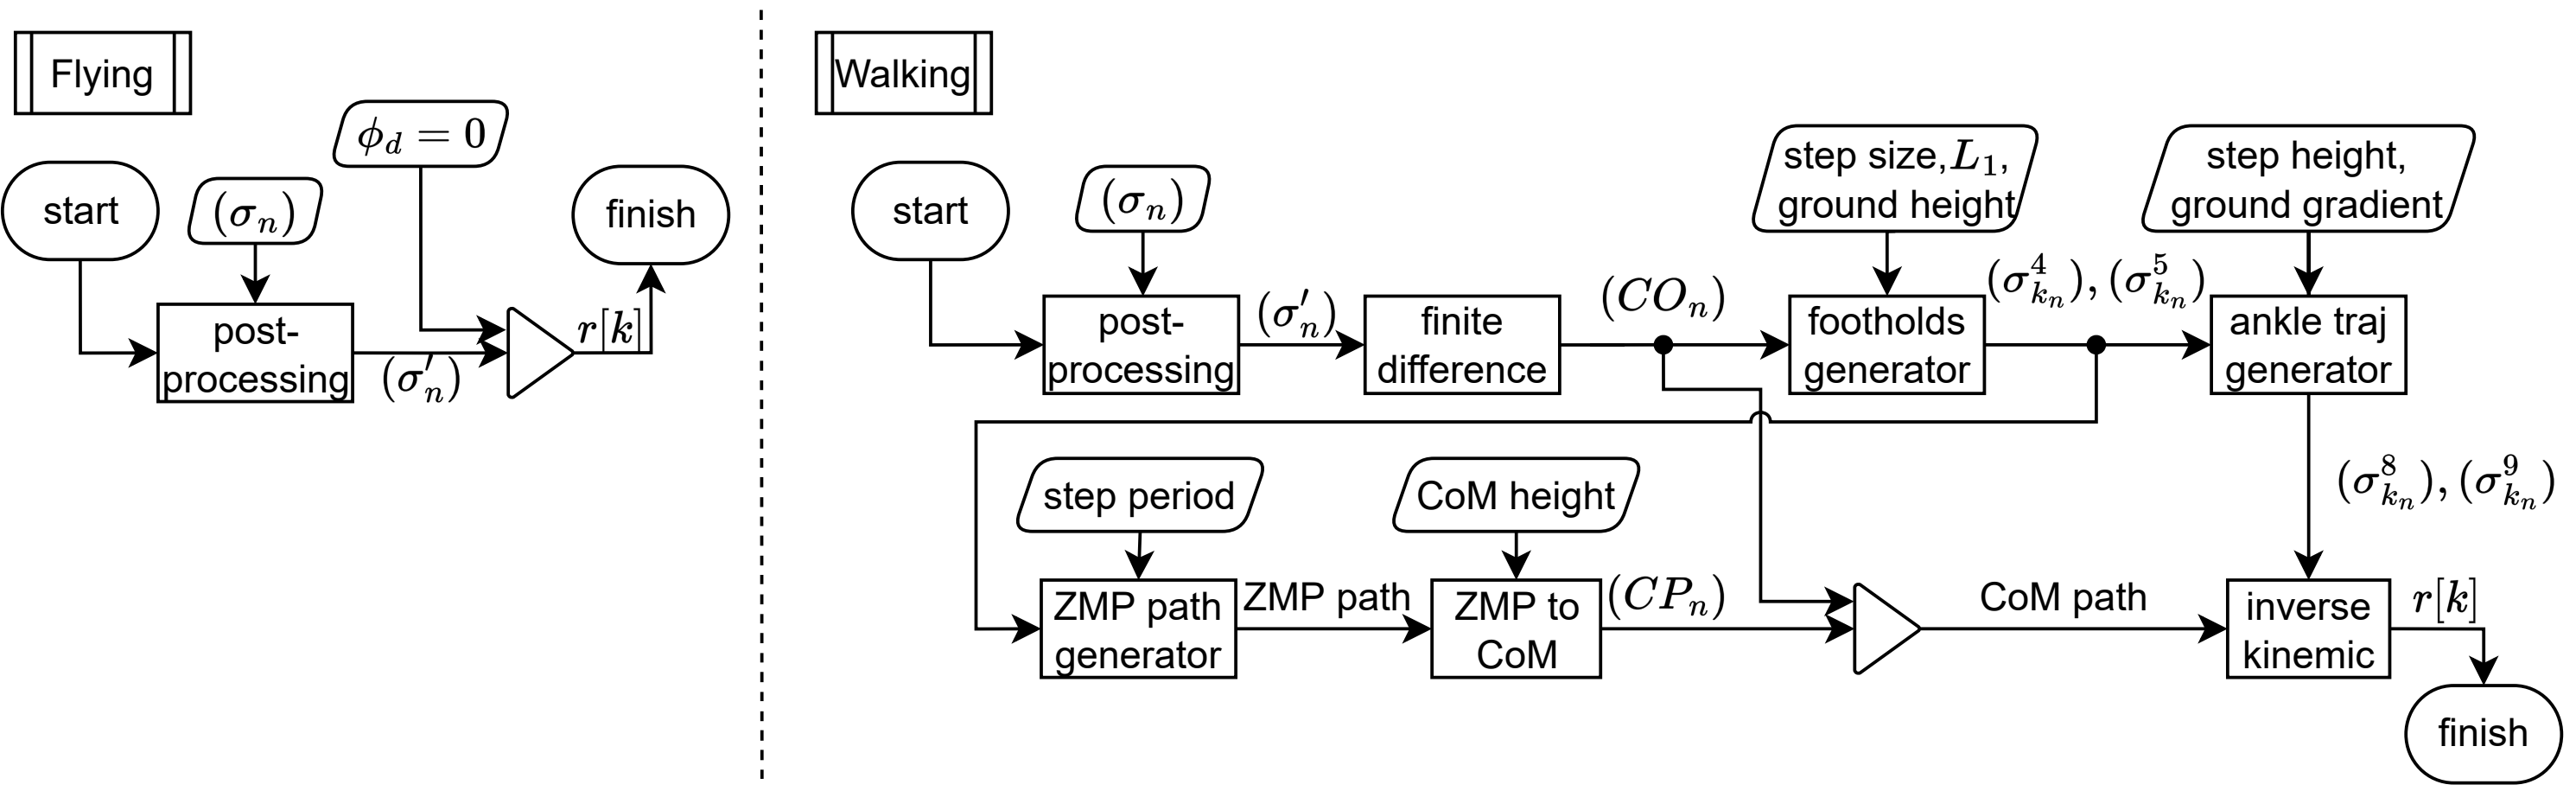 Flying
ϕ_d = 0
start
(σ_n)
finish
post-
processing
(σ′_n)
r[k]
Walking
start
(σ_n)
step size, L₁,
ground height
step height,
ground gradient
post-
processing
(σ′_n)
finite
difference
(CO_n)
footholds
generator
(σ^4_{k_n}), (σ^5_{k_n})
ankle traj
generator
(σ^8_{k_n}), (σ^9_{k_n})
step period
CoM height
ZMP path
generator
ZMP path
ZMP to
CoM
(CP_n)
CoM path
inverse
kinemic
r[k]
finish